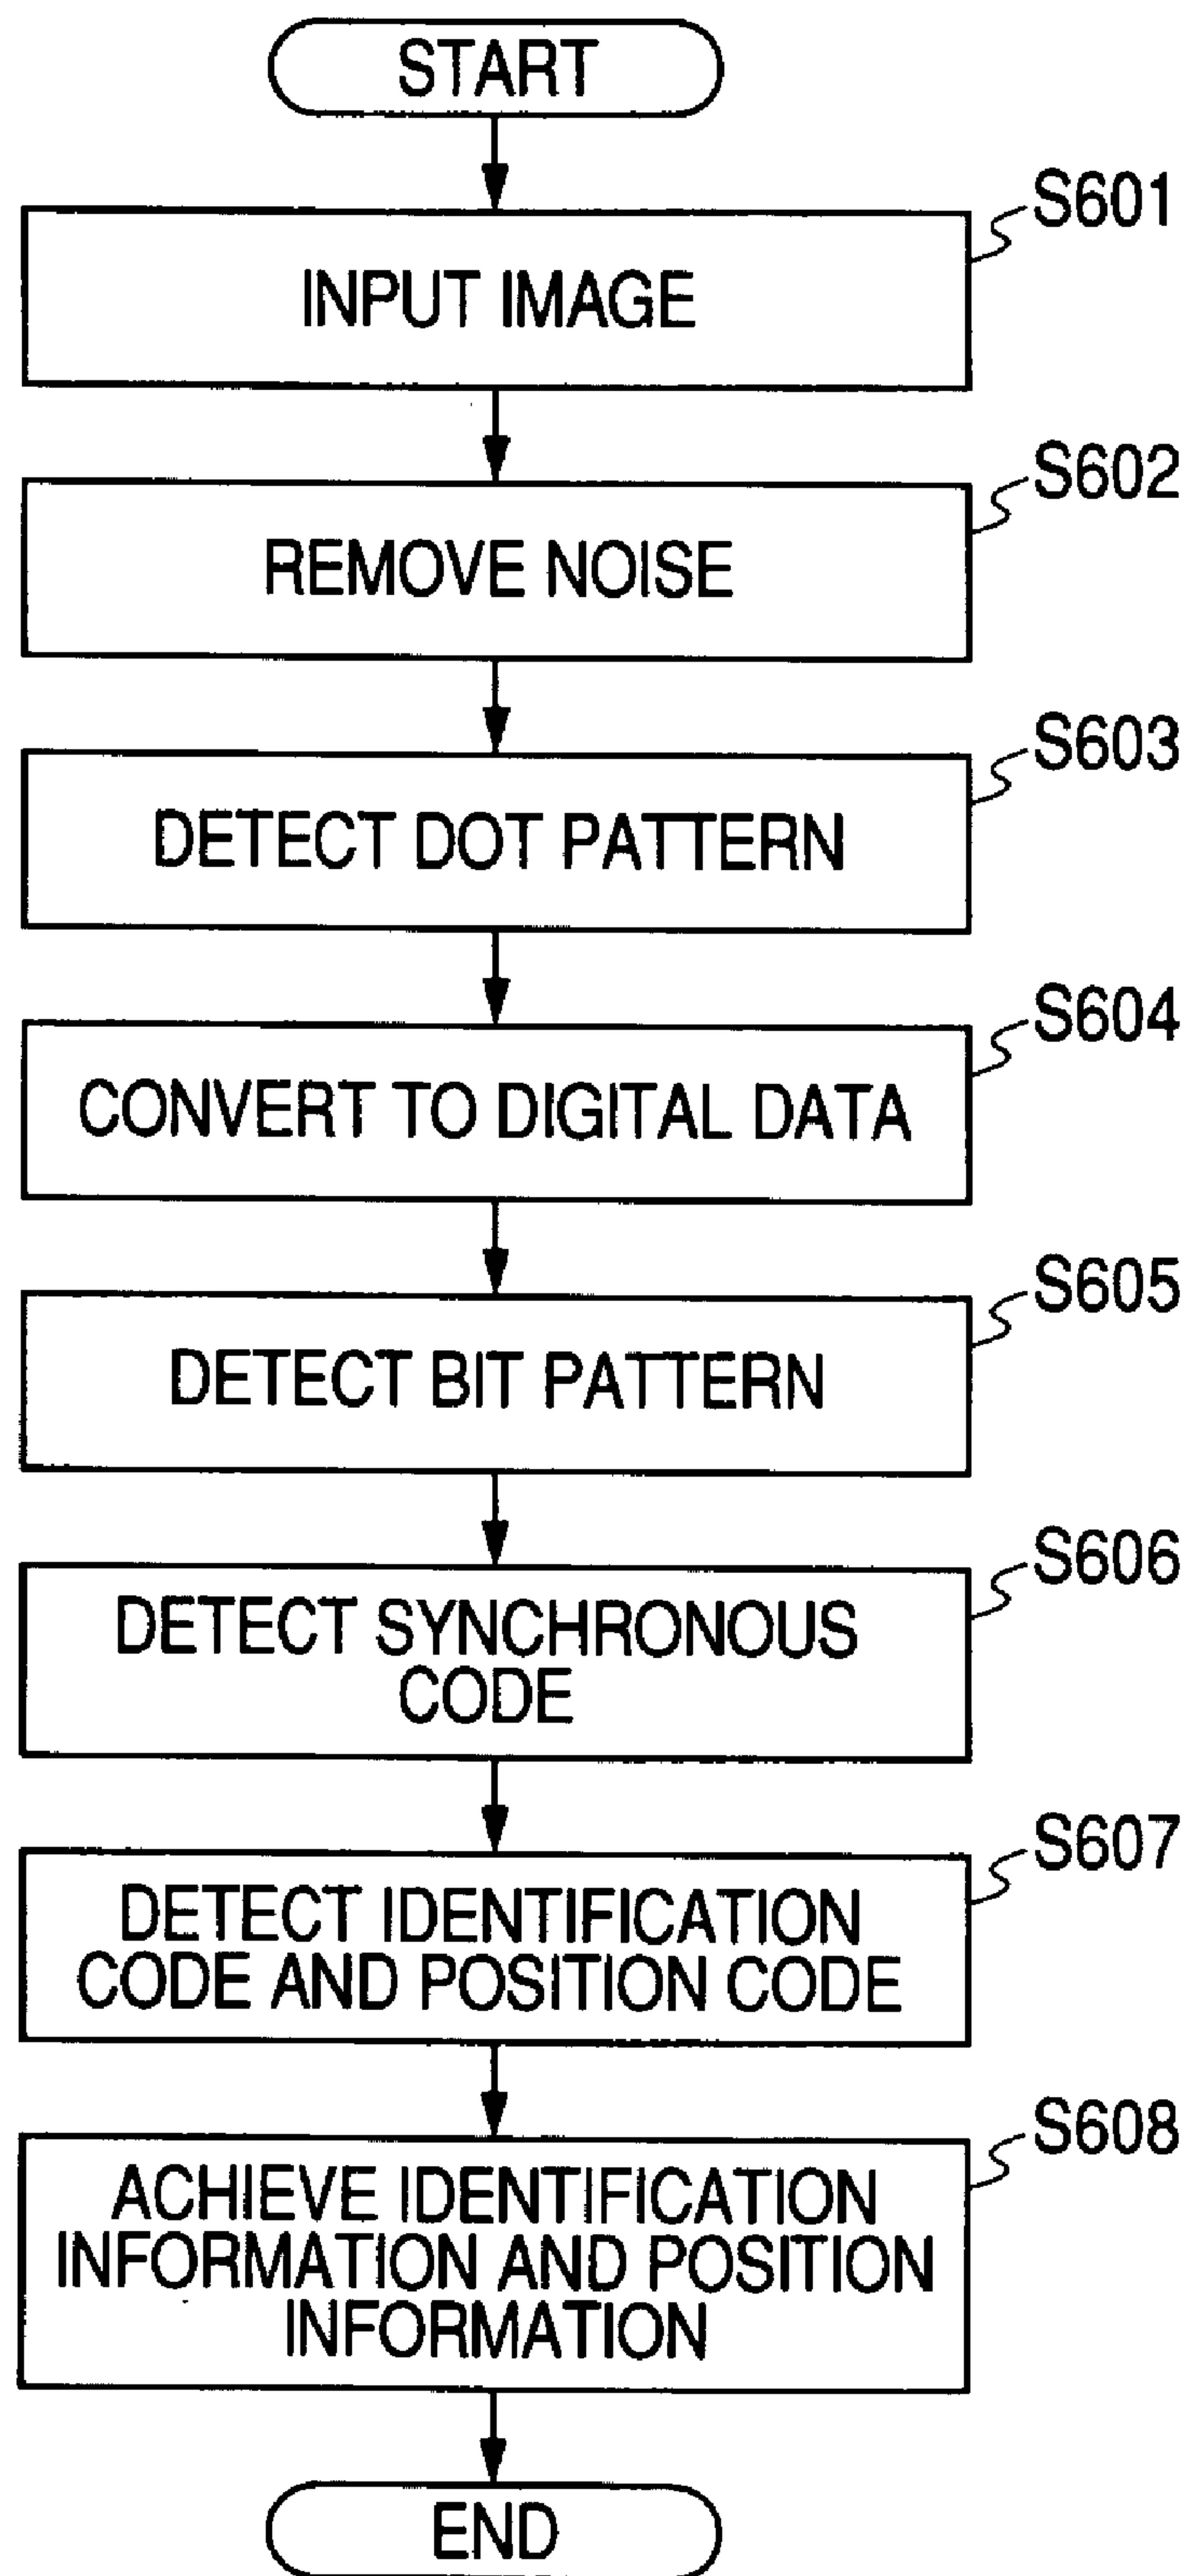 START
S601
INPUT IMAGE
S602
REMOVE NOISE
S603
DETECT DOT PATTERN
S604
CONVERT TO DIGITAL DATA
S605
DETECT BIT PATTERN
S606
DETECT SYNCHRONOUS
CODE
S607
DETECT IDENTIFICATION
CODE AND POSITION CODE
S608
ACHIEVE IDENTIFICATION
INFORMATION AND POSITION
INFORMATION
END